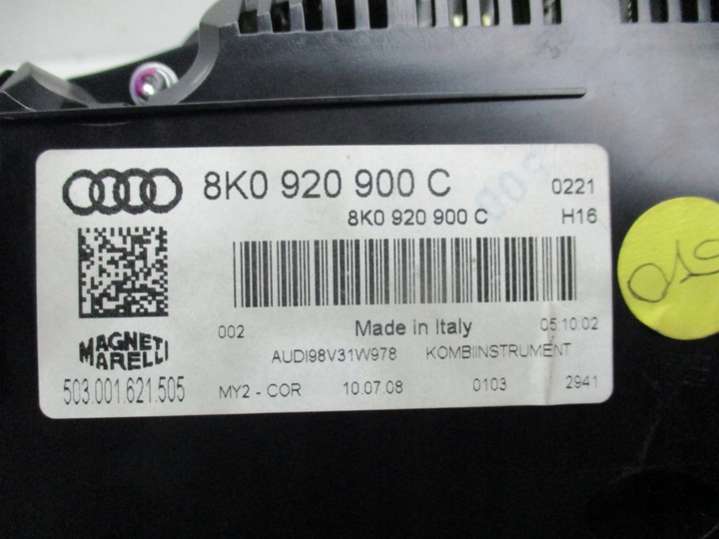 8K0 920 900 C 0221
8K0 920 900 C H16
002 Made in Italy 05.10.02
MAGNETI
MARELLI
AUDI98V31W978 KOMBIINSTRUMENT
503.001.621.505
MY2 - COR 10.07.08 0103 2941